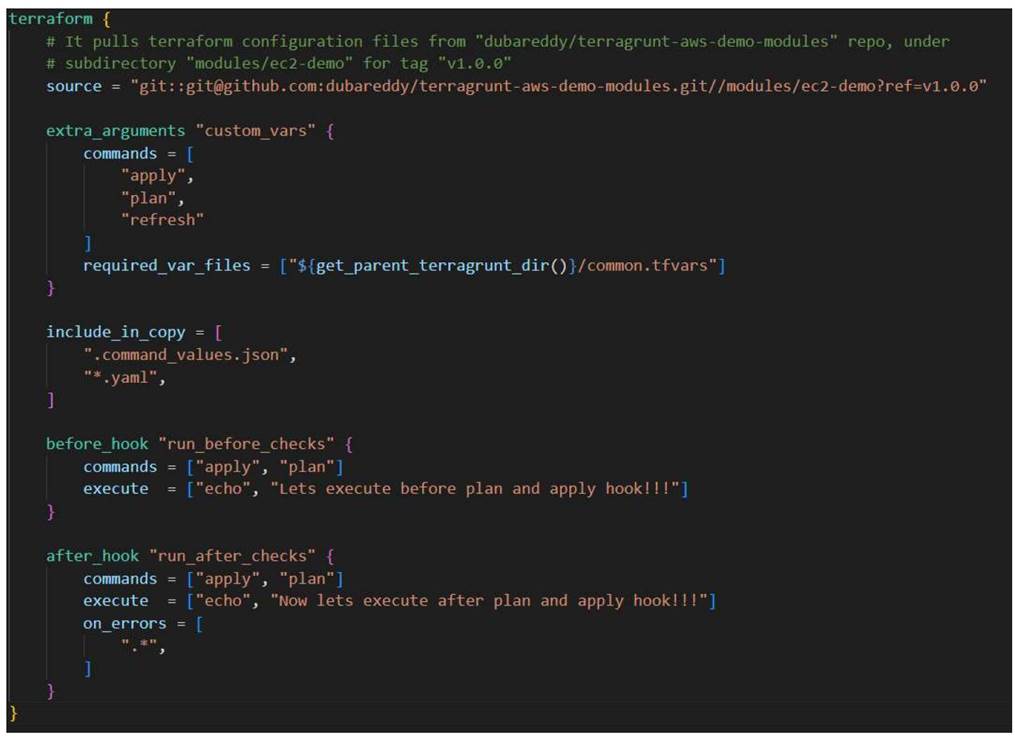 terraform {
    # It pulls terraform configuration files from "dubareddy/terragrunt-aws-demo-modules" repo, under
    # subdirectory "modules/ec2-demo" for tag "v1.0.0"
    source = "git::git@github.com:dubareddy/terragrunt-aws-demo-modules.git//modules/ec2-demo?ref=v1.0.0"

    extra_arguments "custom_vars" {
        commands = [
            "apply",
            "plan",
            "refresh"
        ]
        required_var_files = ["${get_parent_terragrunt_dir()}/common.tfvars"]
    }

    include_in_copy = [
        ".command_values.json",
        "*.yaml",
    ]

    before_hook "run_before_checks" {
        commands = ["apply", "plan"]
        execute  = ["echo", "Lets execute before plan and apply hook!!!"]
    }

    after_hook "run_after_checks" {
        commands = ["apply", "plan"]
        execute  = ["echo", "Now lets execute after plan and apply hook!!!"]
        on_errors = [
            ".*",
        ]
    }
}